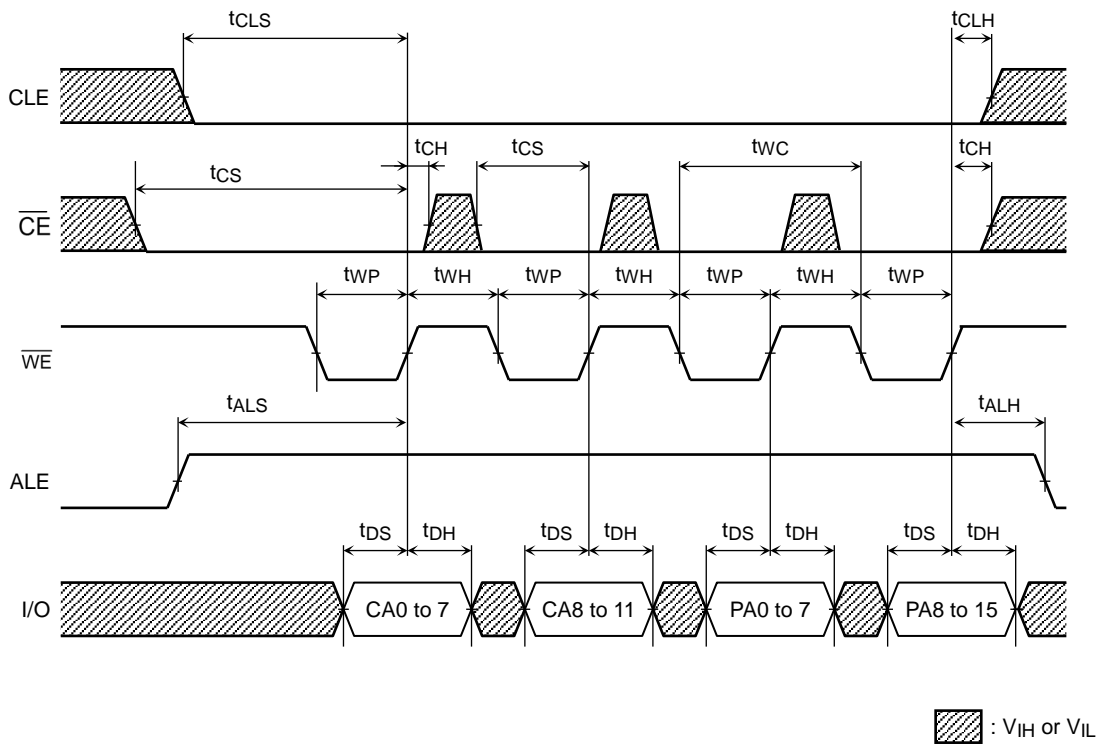 tCLS
tCLH
CLE
tCH
tCS
tWC
tCH
tCS
CE
tWP
tWH
tWP
tWH
tWP
tWH
tWP
WE
tALS
tALH
ALE
tDS
tDH
tDS
tDH
tDS
tDH
tDS
tDH
I/O
CA0 to 7
CA8 to 11
PA0 to 7
PA8 to 15
: VIH or VIL